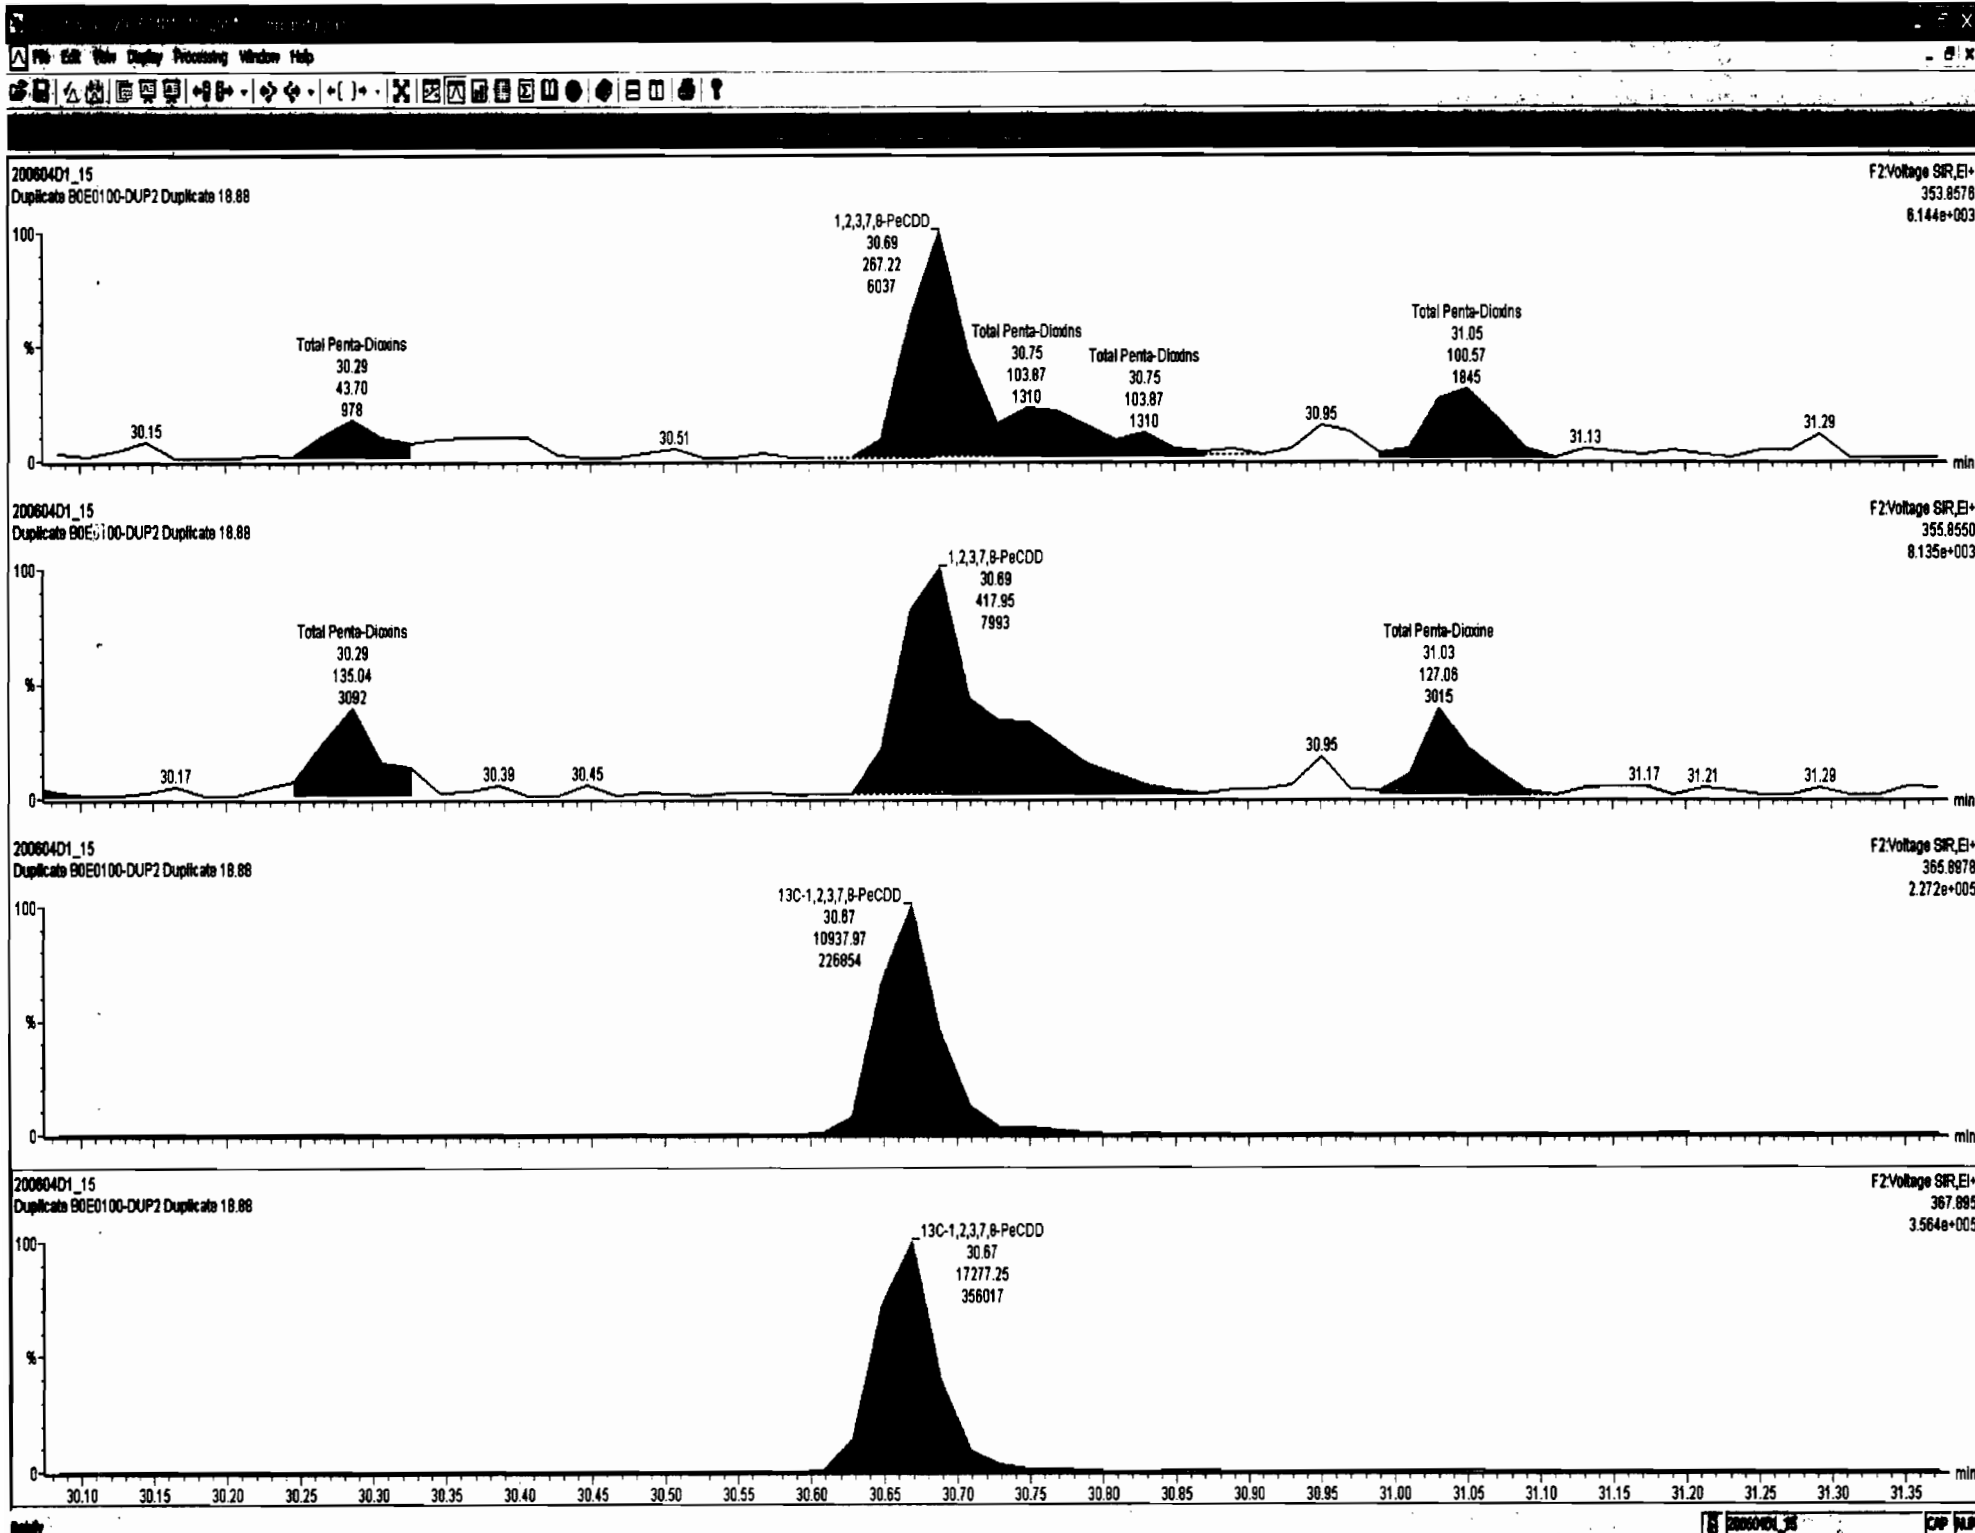 File Edit View Display Processing Window Help
200604D1_15
Duplicate B0E0100-DUP2 Duplicate 18.88
F2:Voltage SIR,EI+
353.8576
6.144e+003
100
%
0
1,2,3,7,8-PeCDD
30.69
267.22
6037
Total Penta-Dioxins
30.29
43.70
978
Total Penta-Dioxins
30.75
103.87
1310
Total Penta-Dioxins
30.75
103.87
1310
Total Penta-Dioxins
31.05
100.57
1845
30.15
30.51
30.95
31.13
31.29
min
200604D1_15
Duplicate B0E0100-DUP2 Duplicate 18.88
F2:Voltage SIR,EI+
355.8550
8.135e+003
100
%
0
1,2,3,7,8-PeCDD
30.69
417.95
7993
Total Penta-Dioxins
30.29
135.04
3092
Total Penta-Dioxins
31.03
127.06
3015
30.17
30.39
30.45
30.95
31.17
31.21
31.28
min
200604D1_15
Duplicate B0E0100-DUP2 Duplicate 18.88
F2:Voltage SIR,EI+
365.8978
2.272e+005
100
%
0
13C-1,2,3,7,8-PeCDD
30.67
10937.97
226854
min
200604D1_15
Duplicate B0E0100-DUP2 Duplicate 18.88
F2:Voltage SIR,EI+
367.895
3.564e+005
100
%
0
13C-1,2,3,7,8-PeCDD
30.67
17277.25
356017
min
30.10 30.15 30.20 30.25 30.30 30.35 30.40 30.45 30.50 30.55 30.60 30.65 30.70 30.75 30.80 30.85 30.90 30.95 31.00 31.05 31.10 31.15 31.20 31.25 31.30 31.35
Ready
200604D1_15
CAP NUM